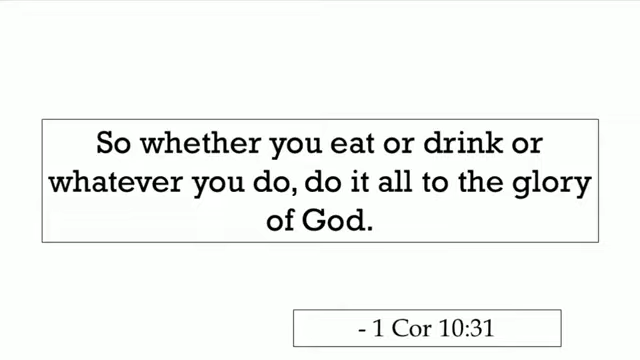 So whether you eat or drink or
whatever you do, do it all to the glory
of God.
- 1 Cor 10:31